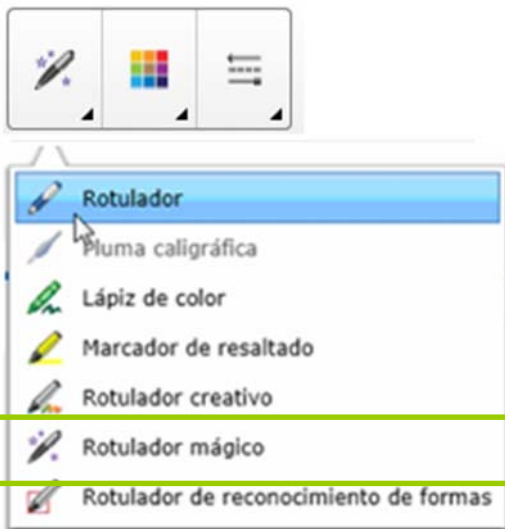 Rotulador
Pluma caligráfica
Lápiz de color
Marcador de resaltado
Rotulador creativo
Rotulador mágico
Rotulador de reconocimiento de formas